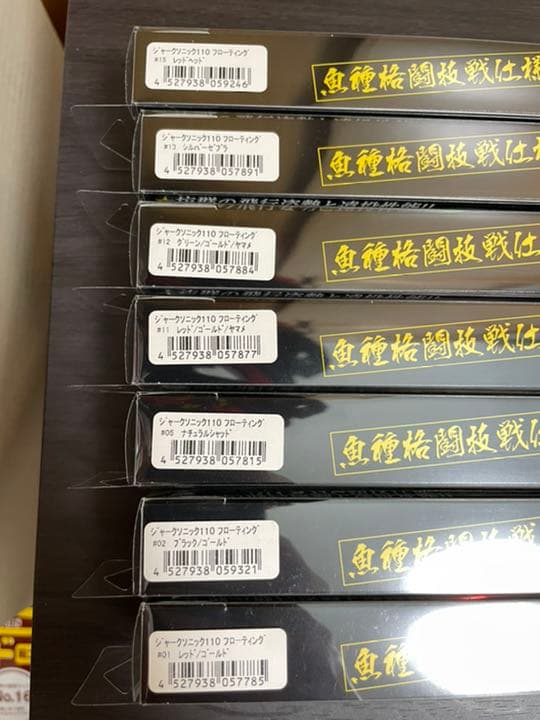 ジャークソニック110 フローティング
#15 レッドヘッド
4 527938 059246
魚種格闘技戦仕様
ジャークソニック110 フローティング
#13 シルバーゼブラ
4 527938 057891
魚種格闘技戦仕様
ジャークソニック110 フローティング
#12 グリーン/ゴールド/ヤマメ
4 527938 057884
魚種格闘技戦仕
ジャークソニック110 フローティング
#11 レッド/ゴールド/ヤマメ
4 527938 057877
魚種格闘技戦仕
ジャークソニック110 フローティング
#05 ナチュラルシャッド
4 527938 057815
魚種格闘技戦仕
ジャークソニック110 フローティング
#02 ブラック/ゴールド
4 527938 059321
魚種格闘技戦
ジャークソニック110 フローティング
#01 レッド/ゴールド
4 527938 057785
魚種
No.16